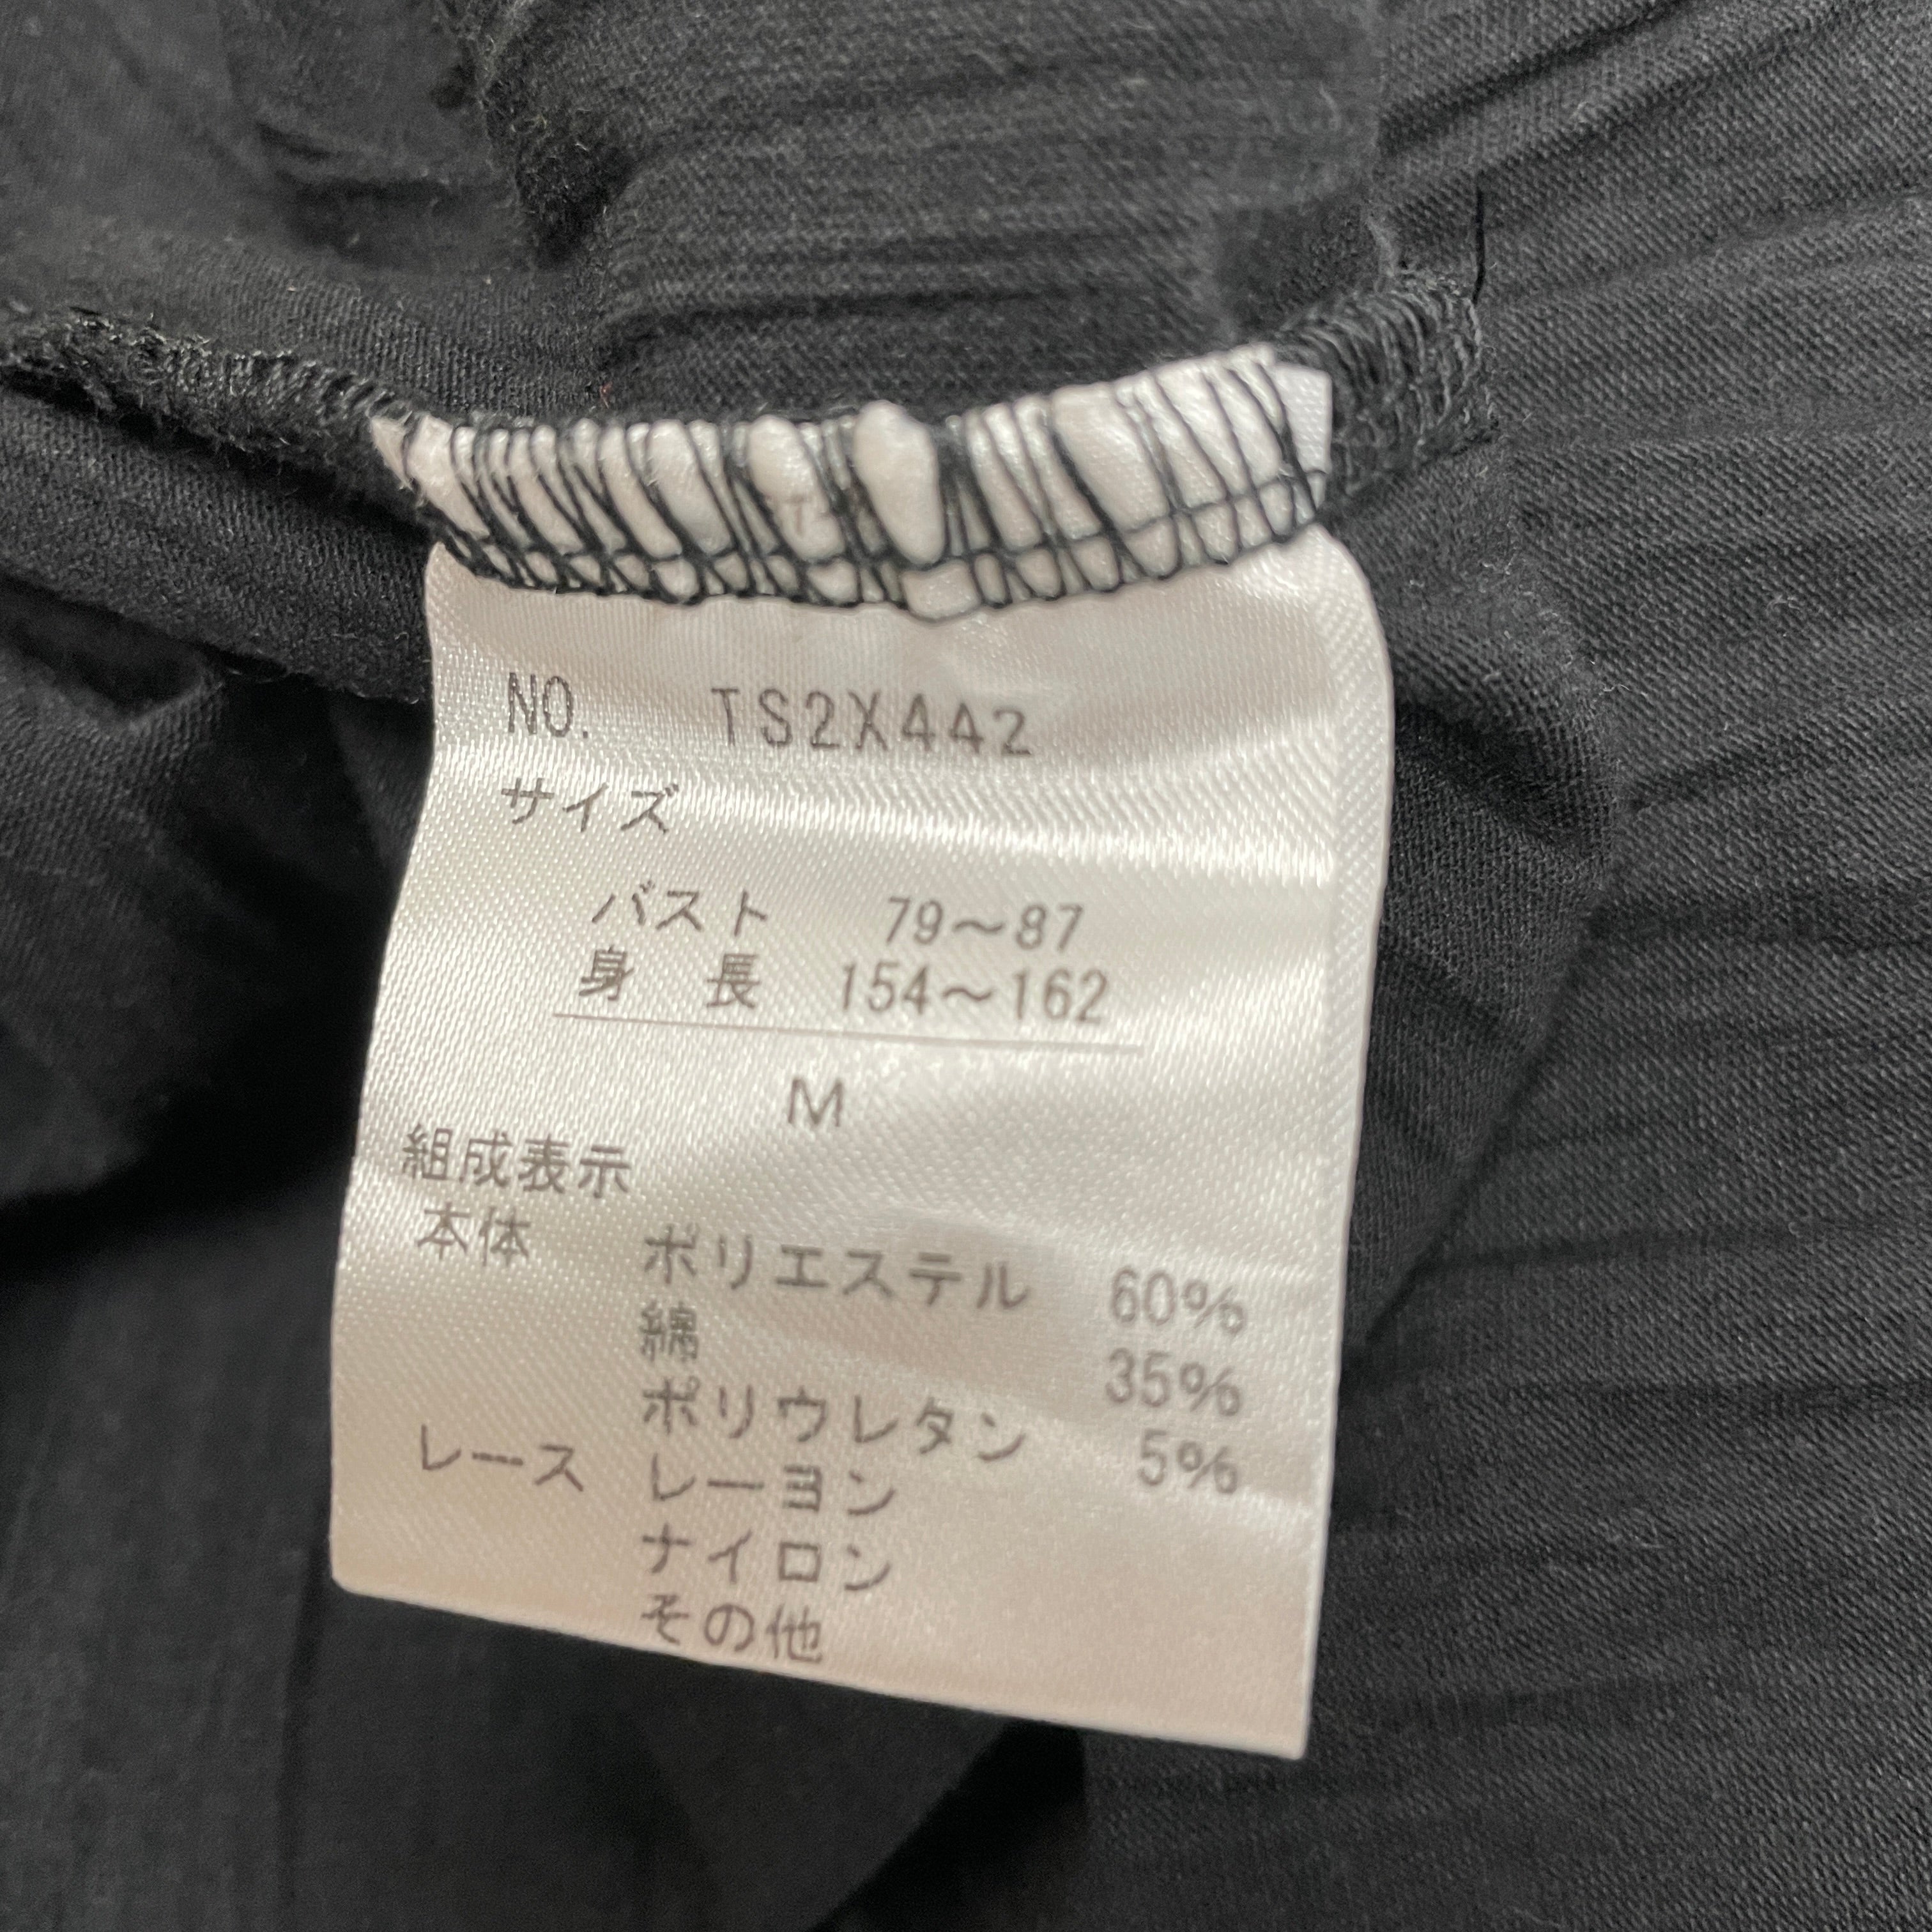 NO. TS2X442
サイズ
バスト 79〜87
身 長 154〜162
M
組成表示
本体 ポリエステル 60%
綿 35%
ポリウレタン 5%
レース レーヨン
ナイロン
その他